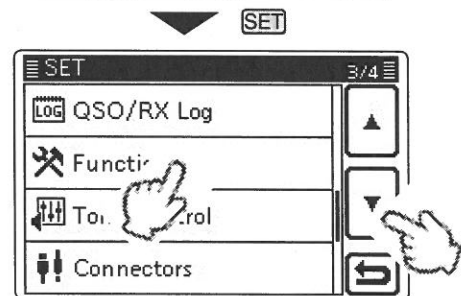 SET
SET 3/4
LOG QSO/RX Log
Functi
To rol
Connectors